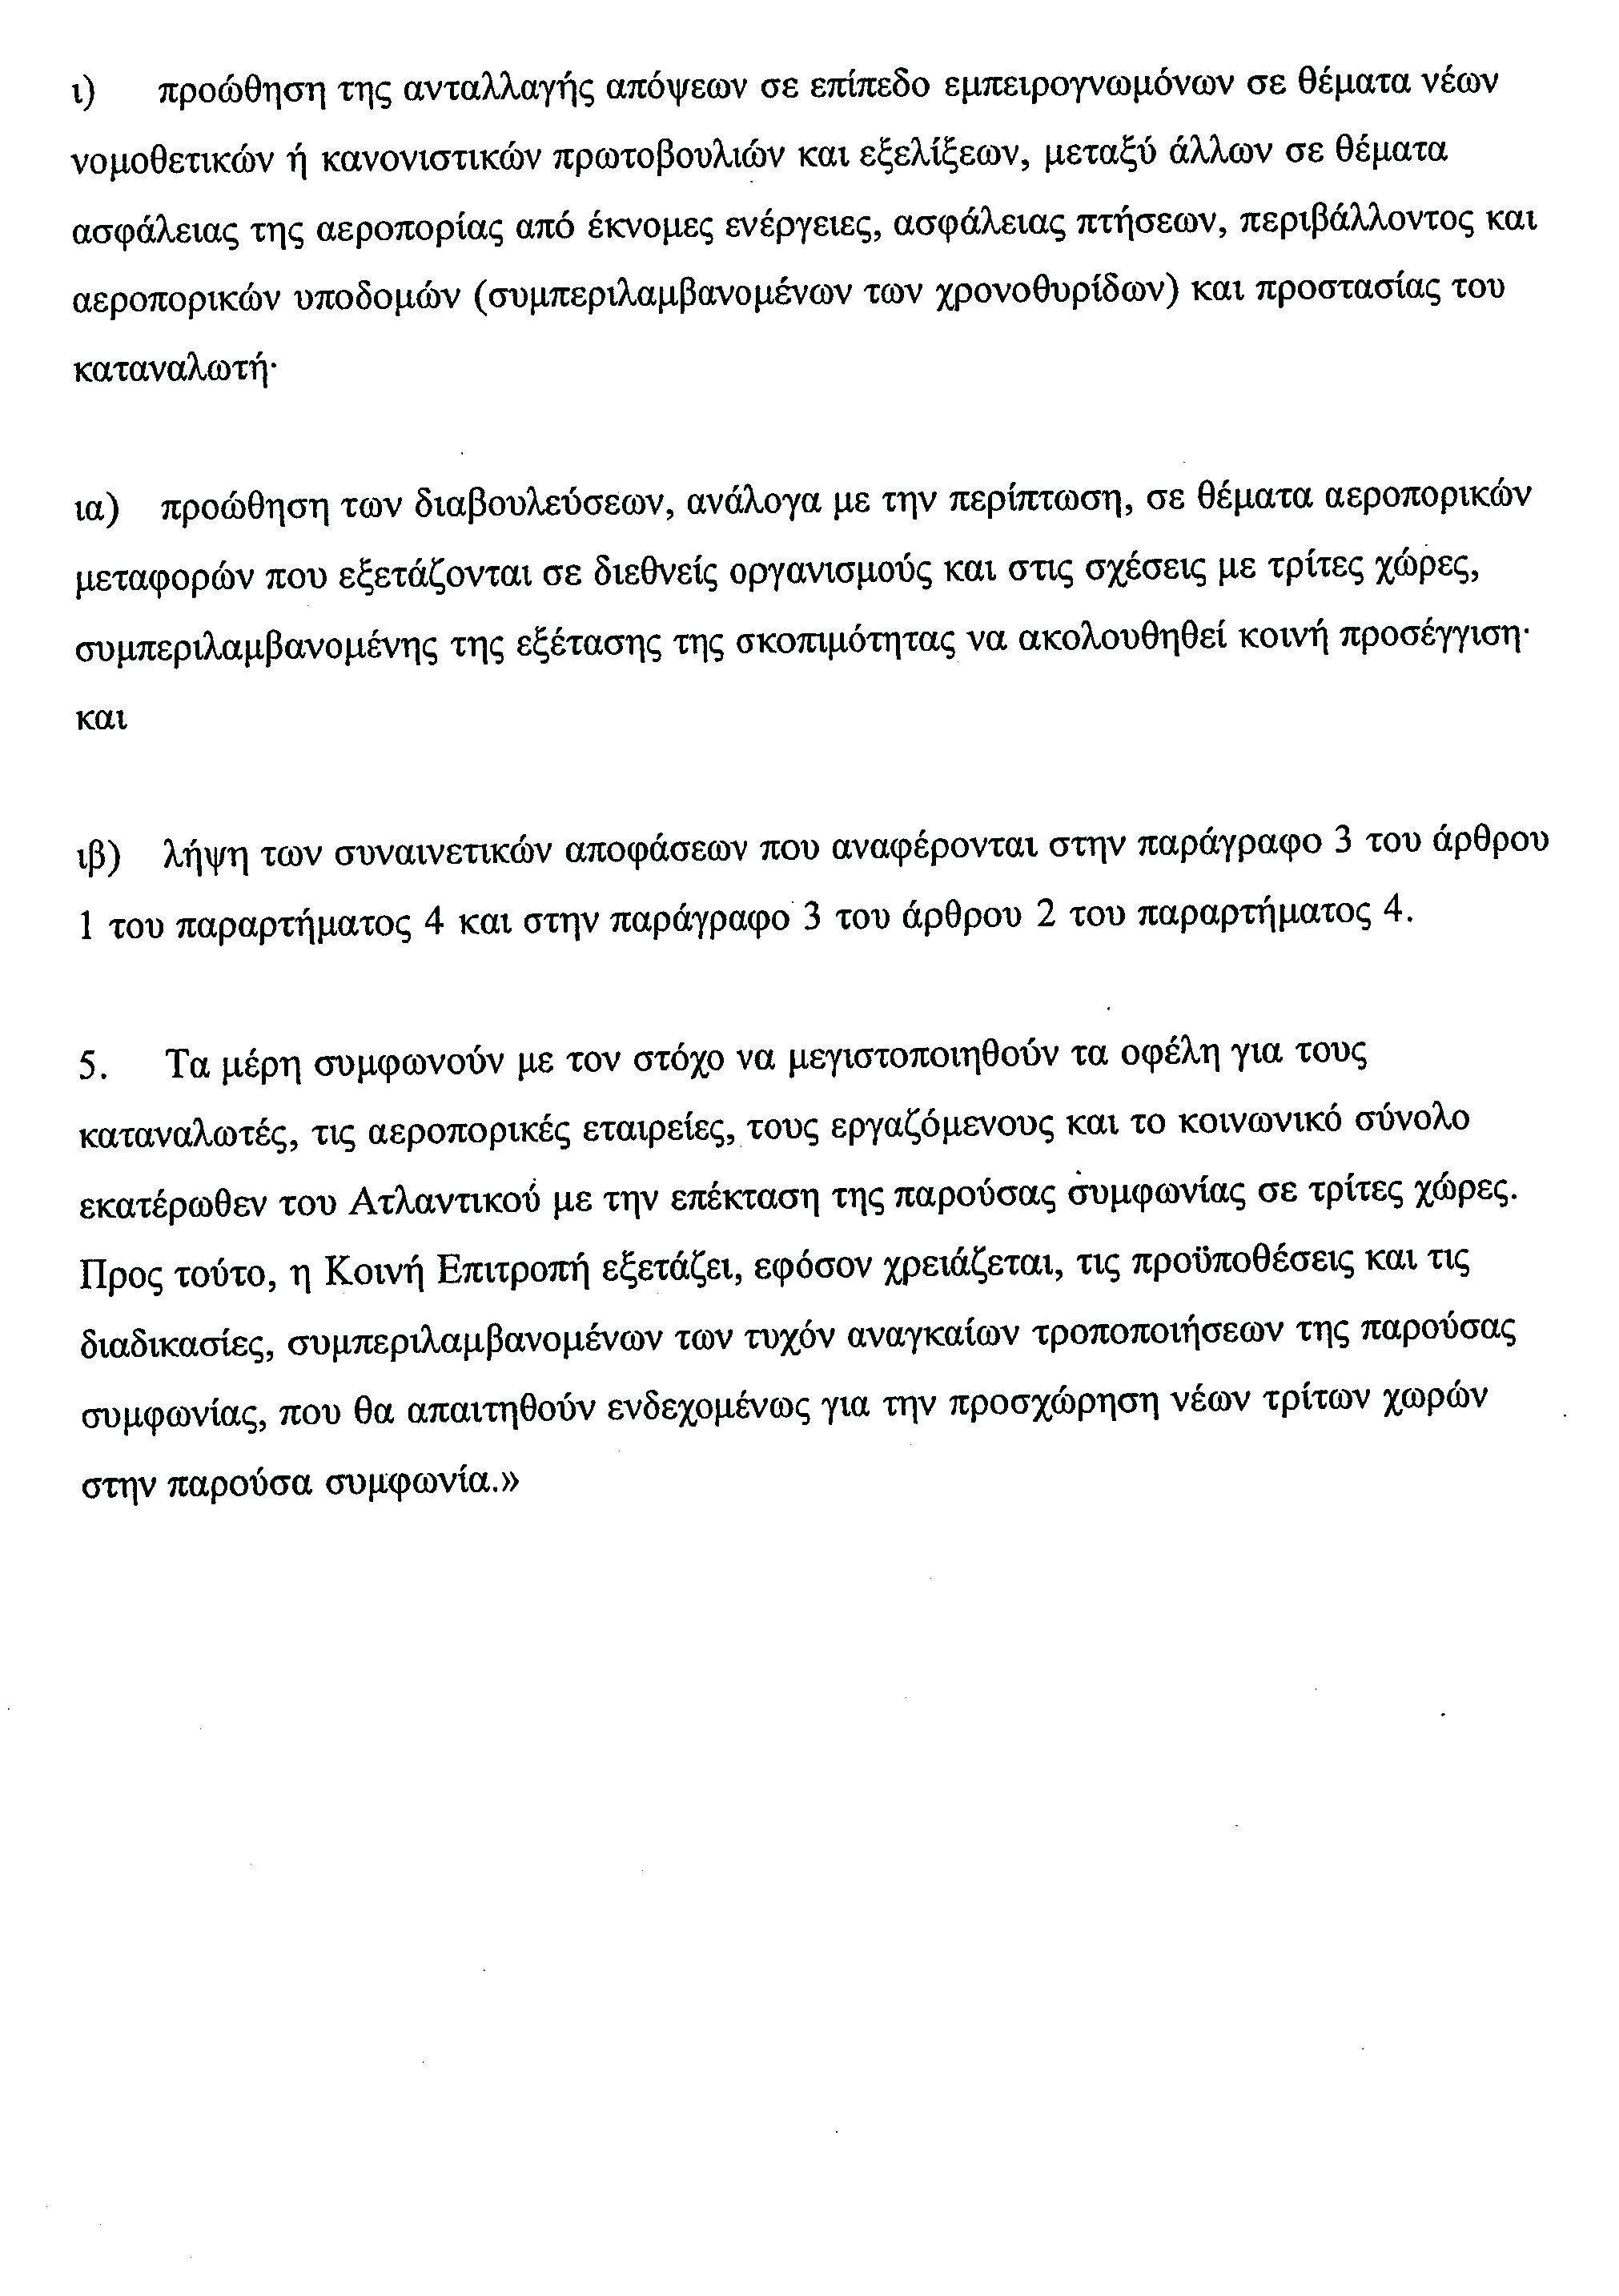 ι) προώθηση της ανταλλαγής απόψεων σε επίπεδο εμπειρογνωμόνων σε θέματα νέων
νομοθετικών ή κανονιστικών πρωτοβουλιών και εξελίξεων, μεταξύ άλλων σε θέματα
ασφάλειας της αεροπορίας από έκνομες ενέργειες, ασφάλειας πτήσεων, περιβάλλοντος και
αεροπορικών υποδομών (συμπεριλαμβανομένων των χρονοθυρίδων) και προστασίας του
καταναλωτή·
ια) προώθηση των διαβουλεύσεων, ανάλογα με την περίπτωση, σε θέματα αεροπορικών
μεταφορών που εξετάζονται σε διεθνείς οργανισμούς και στις σχέσεις με τρίτες χώρες,
συμπεριλαμβανομένης της εξέτασης της σκοπιμότητας να ακολουθηθεί κοινή προσέγγιση·
και
ιβ) λήψη των συναινετικών αποφάσεων που αναφέρονται στην παράγραφο 3 του άρθρου
1 του παραρτήματος 4 και στην παράγραφο 3 του άρθρου 2 του παραρτήματος 4.
5. Τα μέρη συμφωνούν με τον στόχο να μεγιστοποιηθούν τα οφέλη για τους
καταναλωτές, τις αεροπορικές εταιρείες, τους εργαζόμενους και το κοινωνικό σύνολο
εκατέρωθεν του Ατλαντικού με την επέκταση της παρούσας συμφωνίας σε τρίτες χώρες.
Προς τούτο, η Κοινή Επιτροπή εξετάζει, εφόσον χρειάζεται, τις προϋποθέσεις και τις
διαδικασίες, συμπεριλαμβανομένων των τυχόν αναγκαίων τροποποιήσεων της παρούσας
συμφωνίας, που θα απαιτηθούν ενδεχομένως για την προσχώρηση νέων τρίτων χωρών
στην παρούσα συμφωνία.»